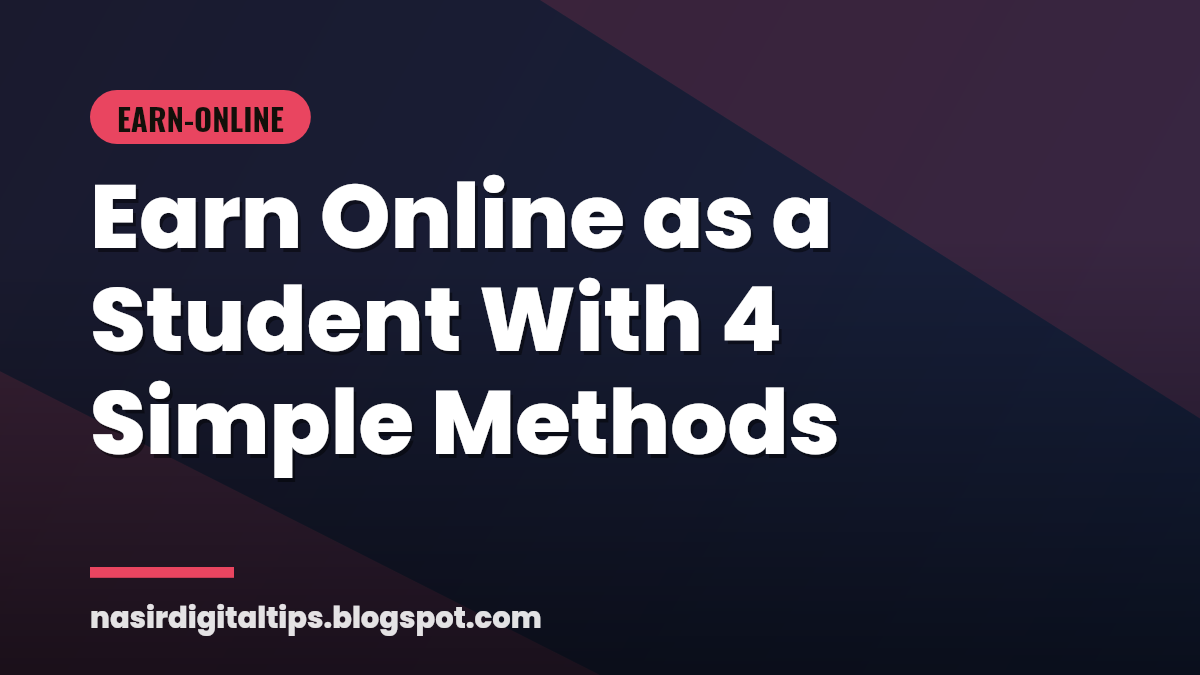 EARN-ONLINE
Earn Online as a
Student With 4
Simple Methods
nasirdigitaltips.blogspot.com